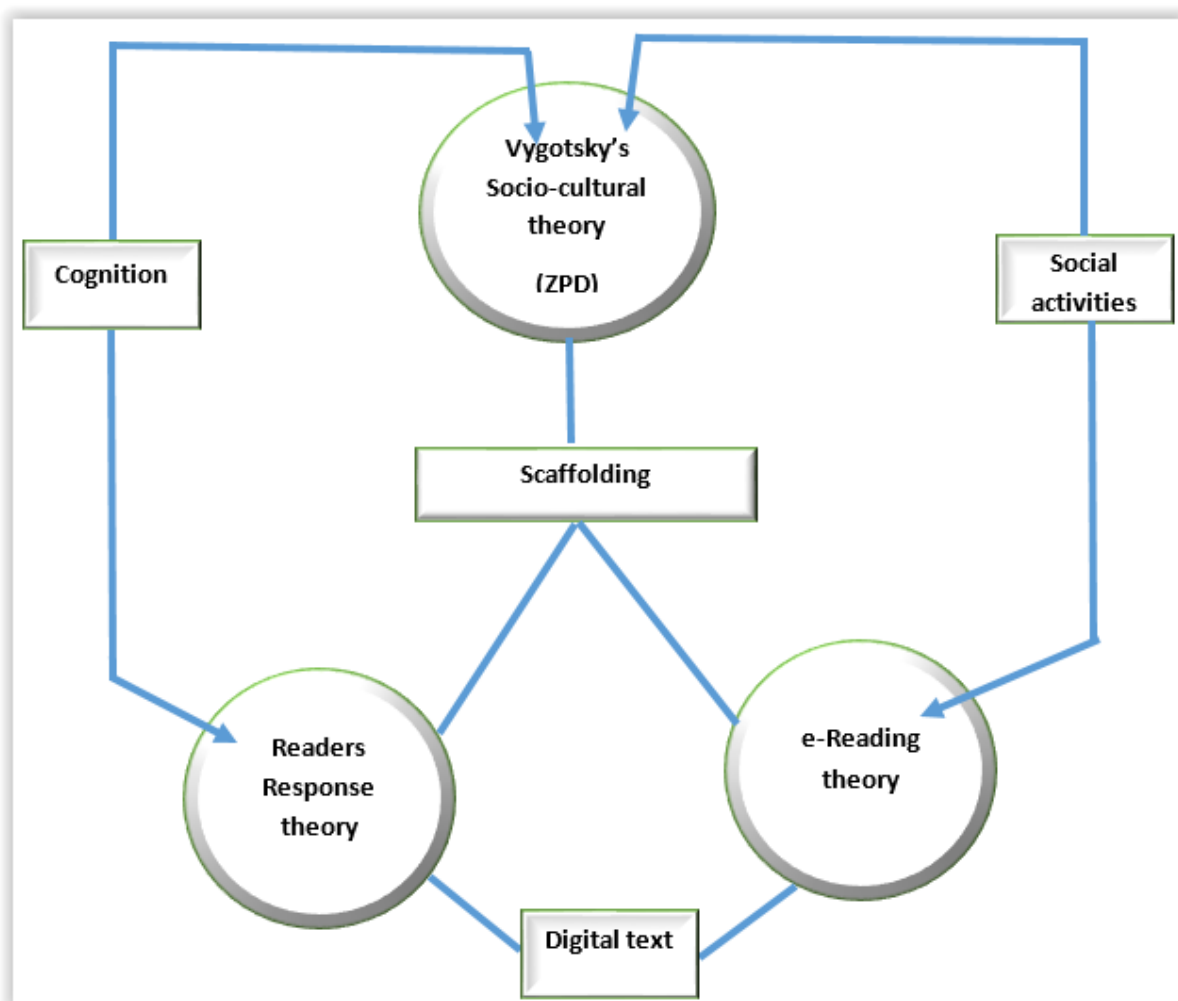 Vygotsky's
Socio-cultural
theory
(ZPD)
Cognition
Social
activities
Scaffolding
Readers
Response
theory
e-Reading
theory
Digital text